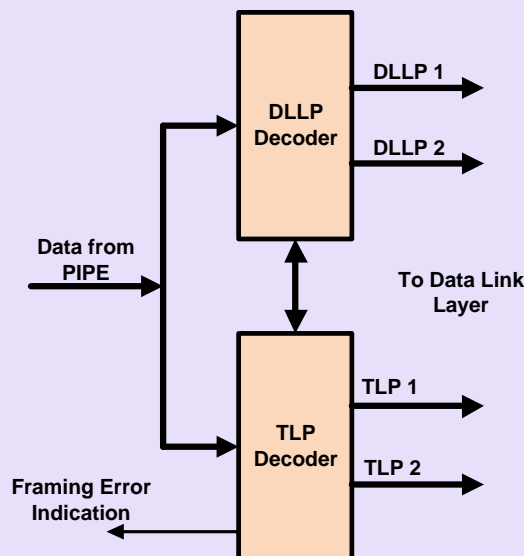 DLLP 1
DLLP
Decoder
DLLP 2
Data from
PIPE
To Data Link
Layer
TLP 1
TLP
Decoder
TLP 2
Framing Error
Indication